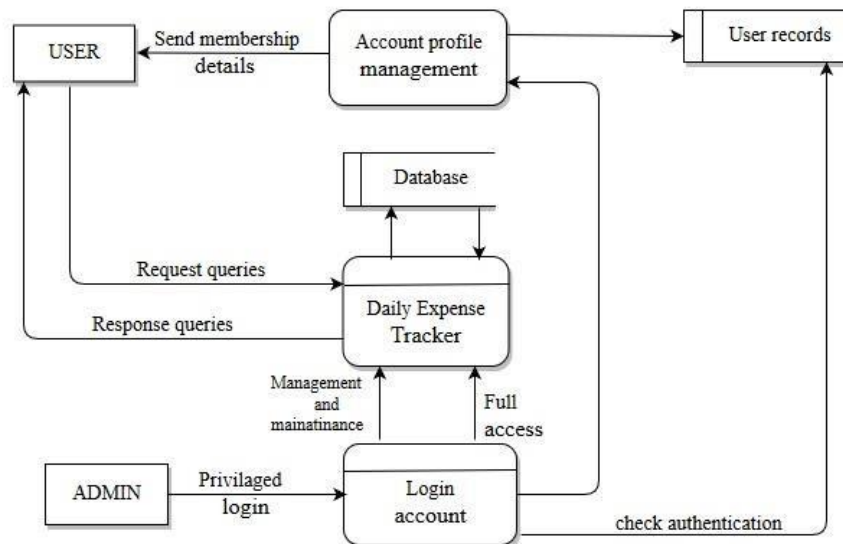 USER
Send membership
details
Account profile
management
User records
Database
Request queries
Response queries
Daily Expense
Tracker
Management
and
mainatinance
Full
access
ADMIN
Privilaged
login
Login
account
check authentication